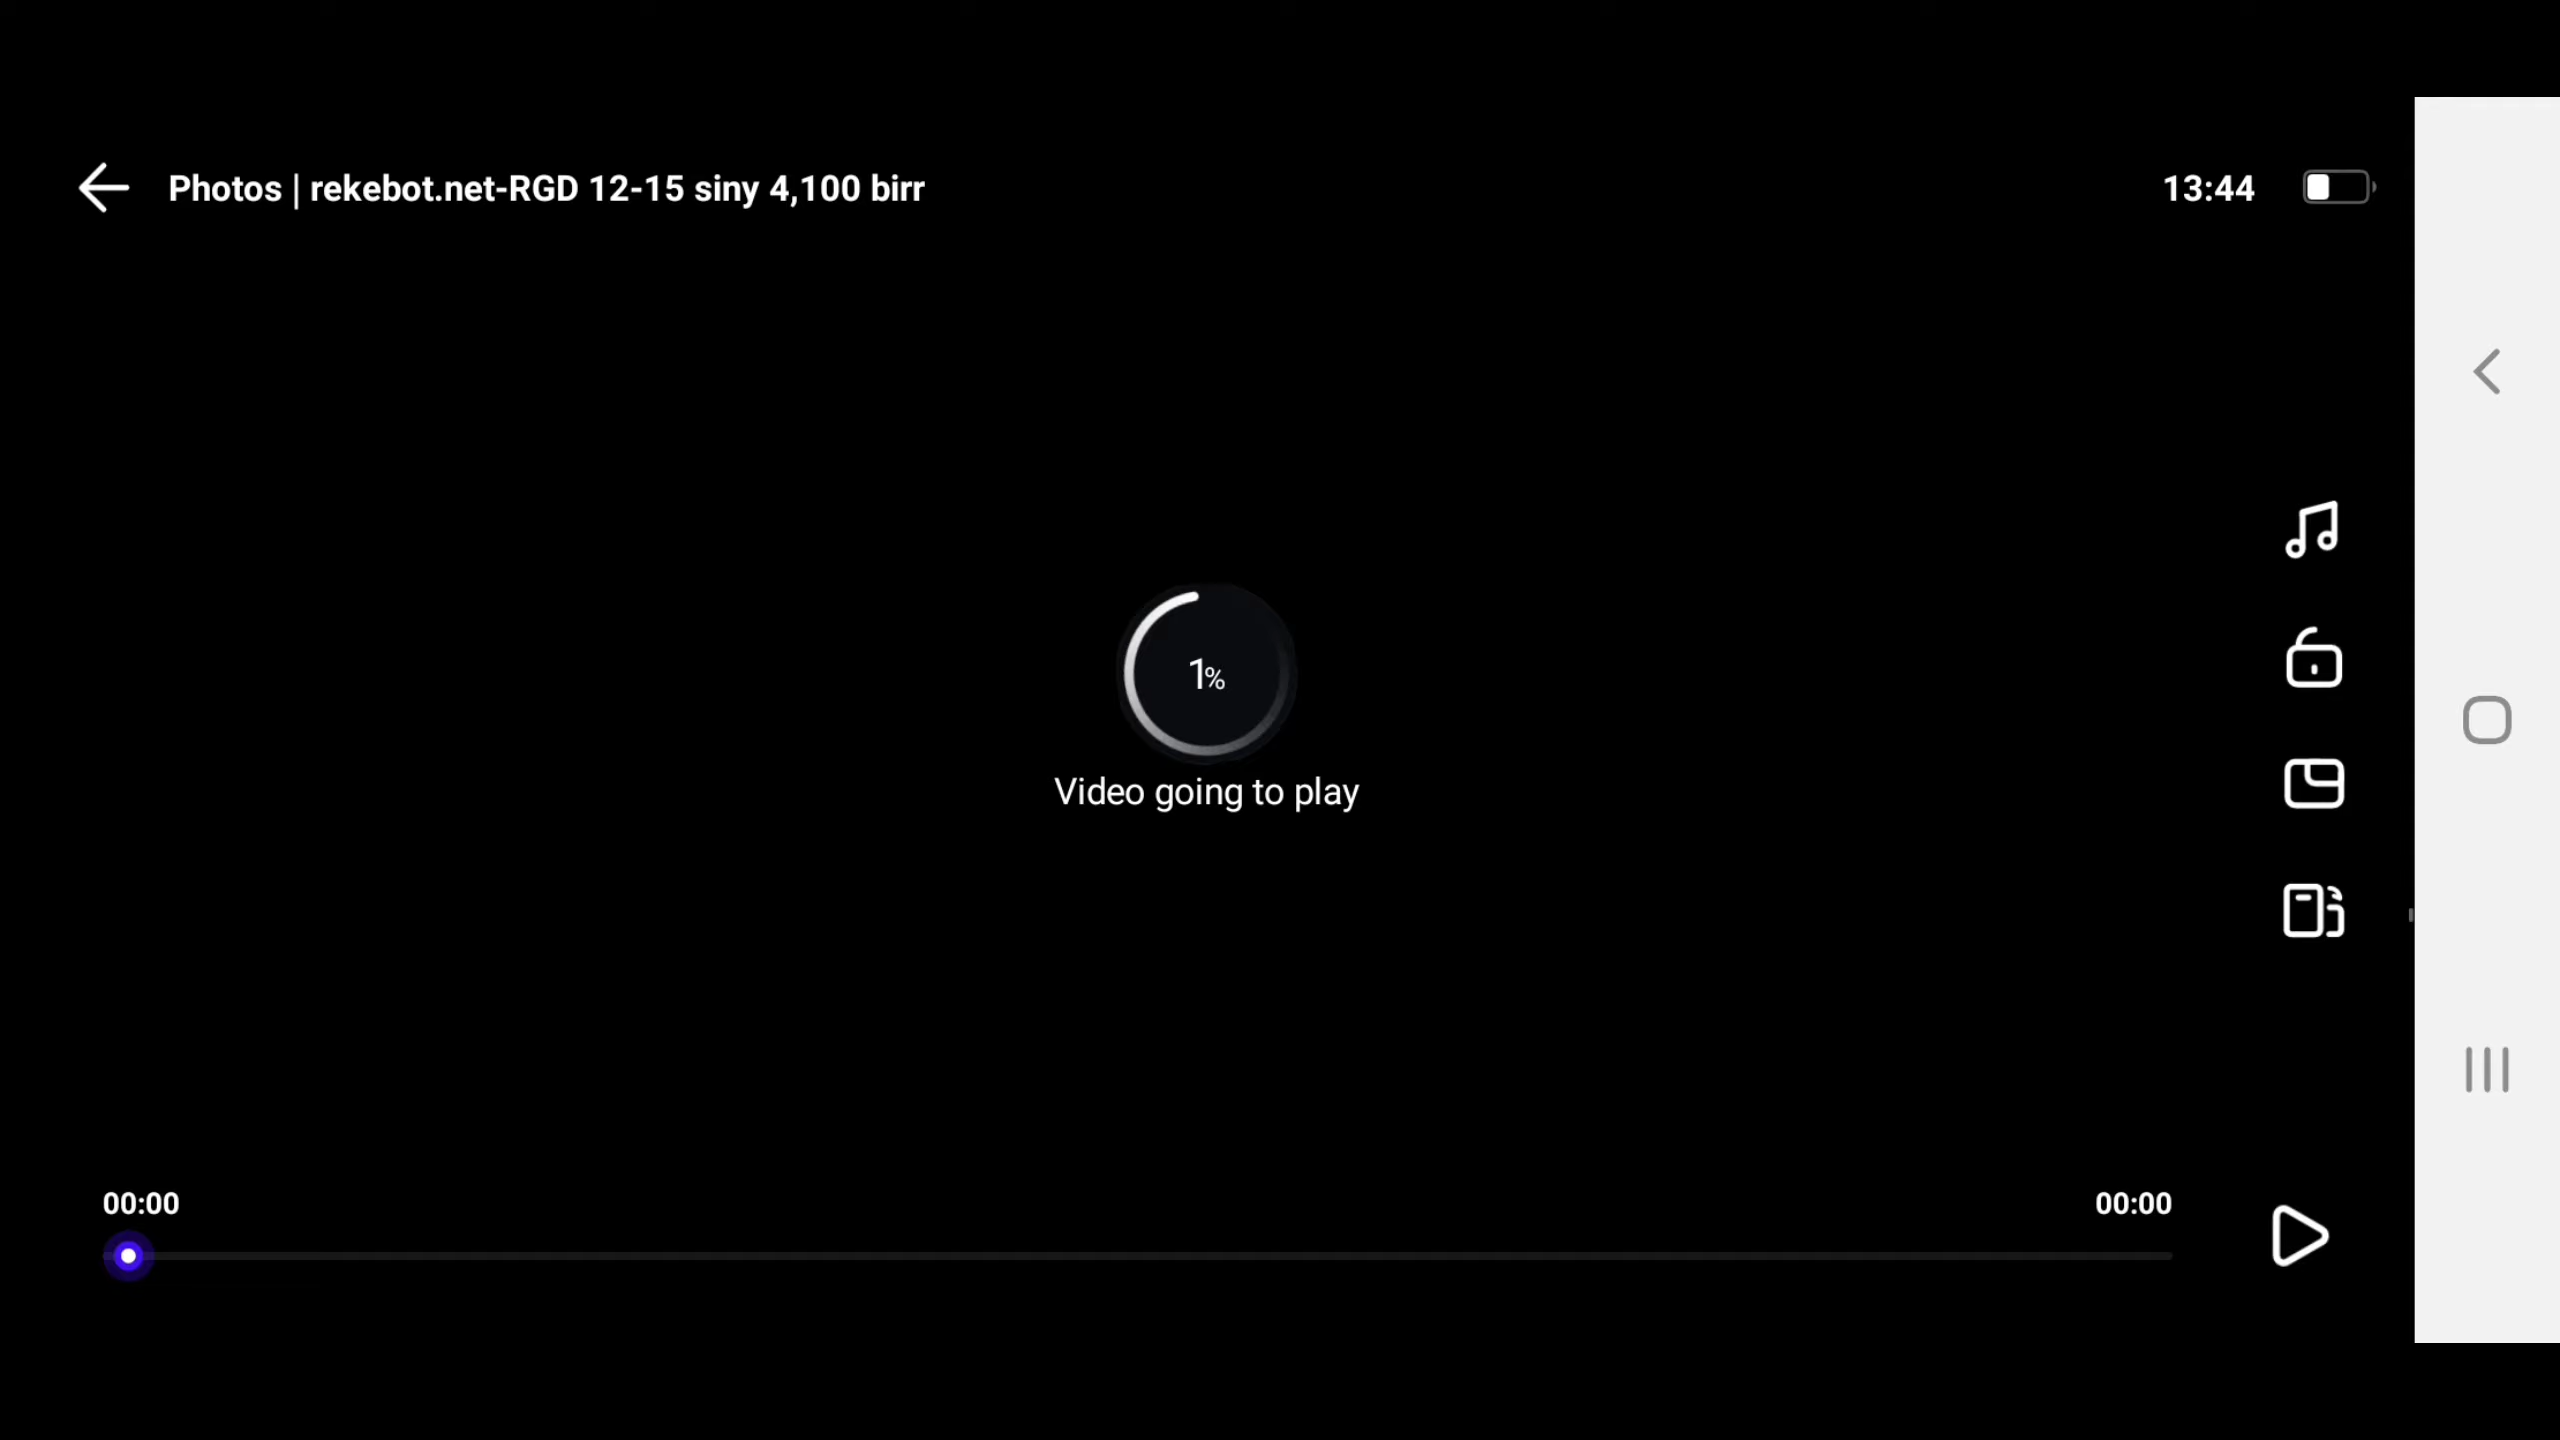 Photos | rekebot.net-RGD 12-15 siny 4,100 birr
13:44
1%
Video going to play
00:00
00:00